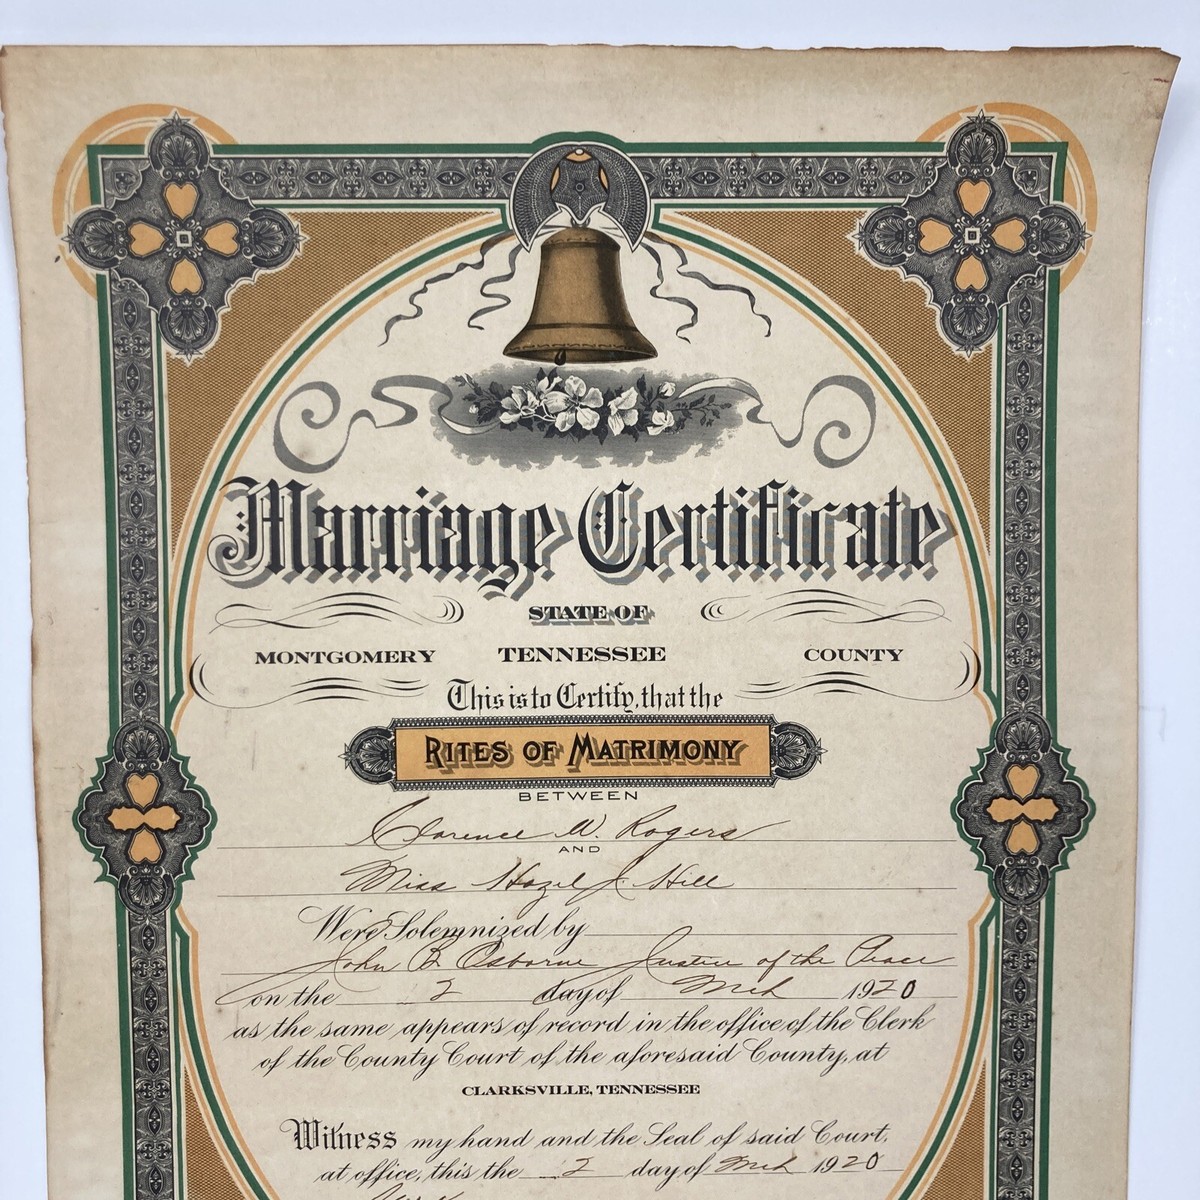 Marriage Certificate
STATE OF
MONTGOMERY TENNESSEE COUNTY
This is to Certify, that the
RITES OF MATRIMONY
BETWEEN
Clarence W. Rogers
AND
Miss Hazel J. Hill
Were Solemnized by
John B. Osborne Justice of the Peace
on the 2 day of Mch 1920
as the same appears of record in the office of the Clerk
of the County Court of the aforesaid County, at
CLARKSVILLE, TENNESSEE
Witness my hand and the Seal of said Court,
at office, this the 2 day of Mch 1920